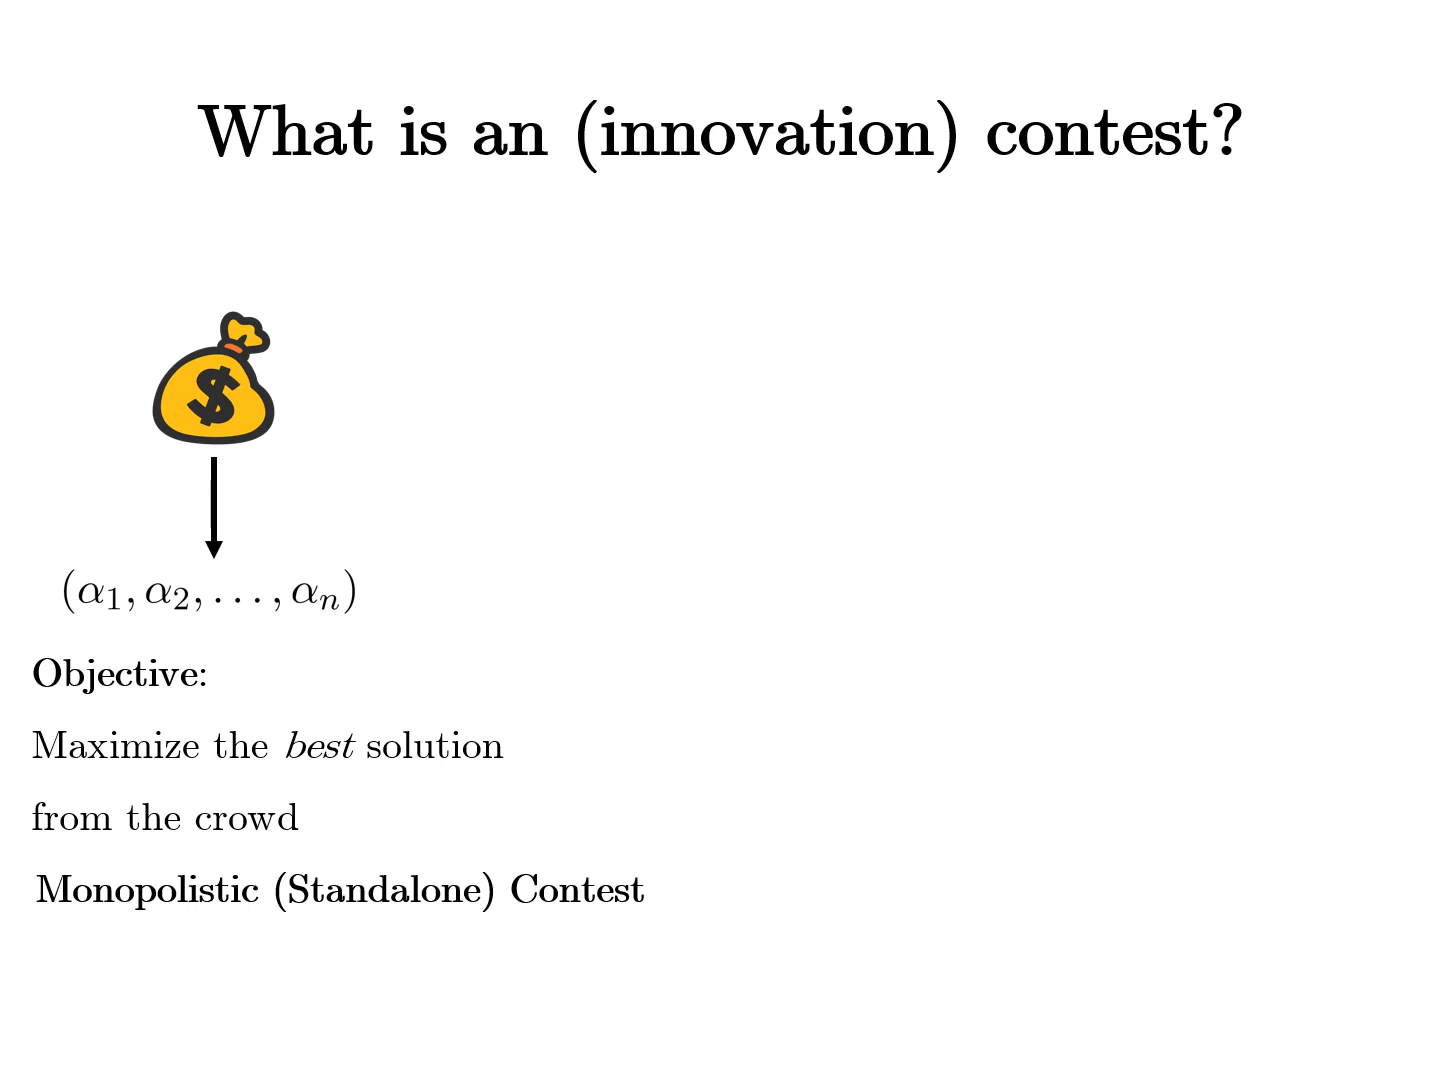 What is an (innovation) contest?
$
(α₁, α₂, . . . , αₙ)
Objective:
Maximize the best solution
from the crowd
Monopolistic (Standalone) Contest